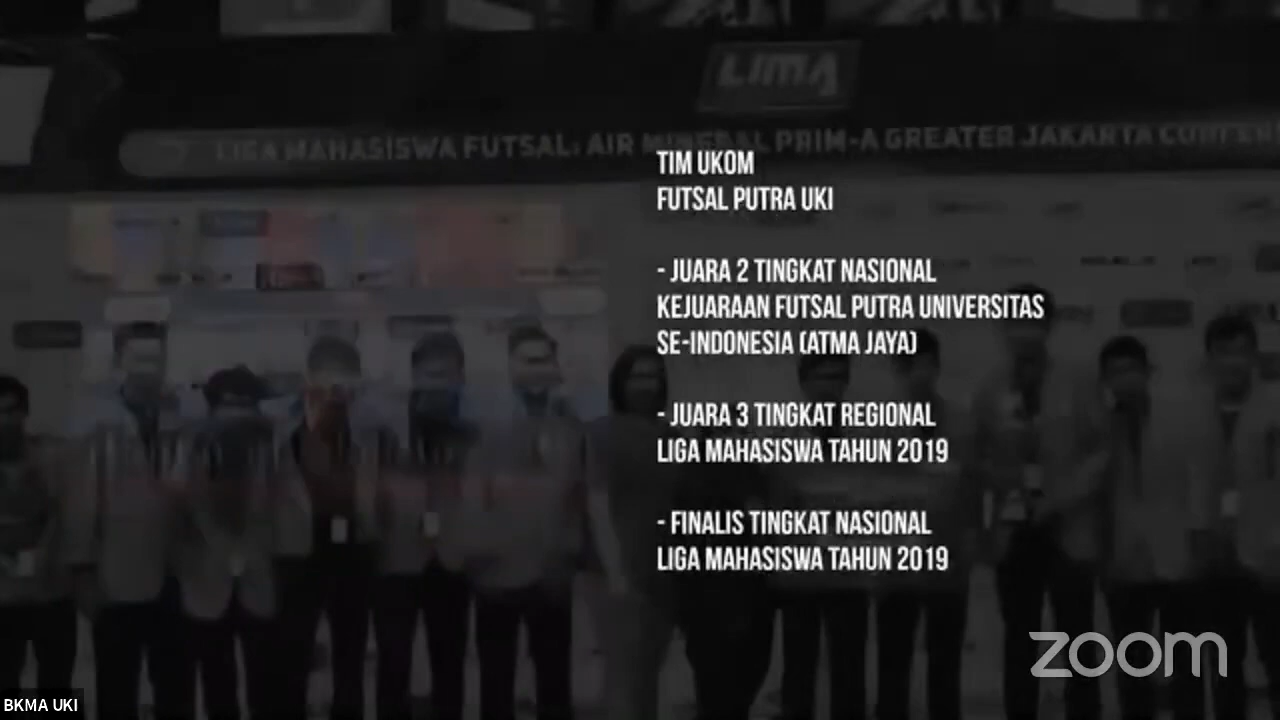 LIMA
LIGA MAHASISWA FUTSAL: AIR MINERAL PRIM-A GREATER JAKARTA CONFER
TIM UKOM
FUTSAL PUTRA UKI
- JUARA 2 TINGKAT NASIONAL
KEJUARAAN FUTSAL PUTRA UNIVERSITAS
SE-INDONESIA (ATMA JAYA)
- JUARA 3 TINGKAT REGIONAL
LIGA MAHASISWA TAHUN 2019
- FINALIS TINGKAT NASIONAL
LIGA MAHASISWA TAHUN 2019
zoom
BKMA UKI